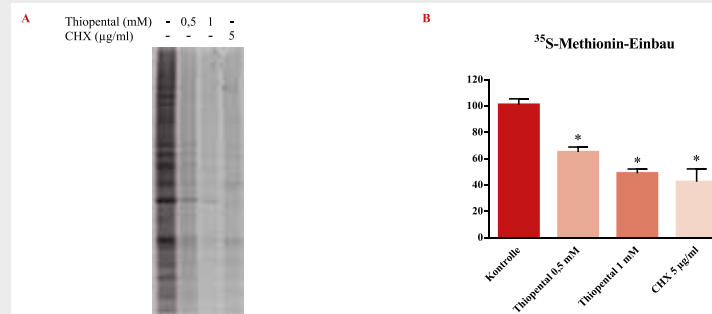 A
Thiopental (mM) - 0,5 1 -
CHX (µg/ml) - - - 5
B
³⁵S-Methionin-Einbau
120
100
80
60
40
20
0
*
*
*
Kontrolle
Thiopental 0,5 mM
Thiopental 1 mM
CHX 5 µg/ml